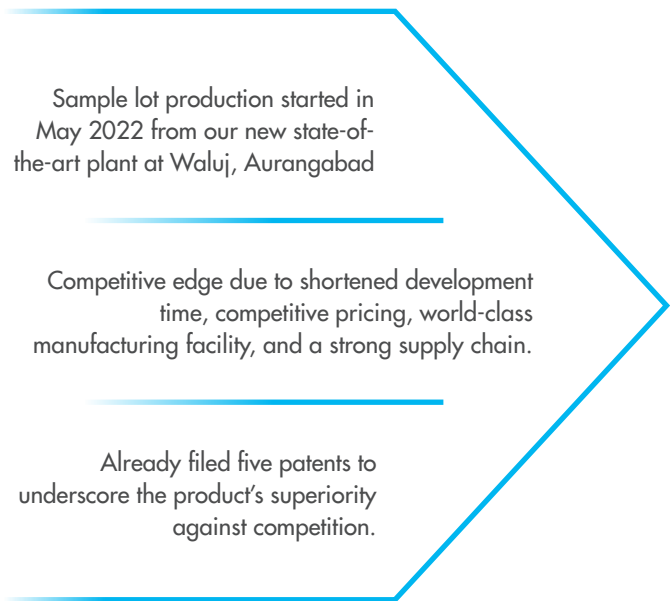 Sample lot production started in
May 2022 from our new state-of-
the-art plant at Waluj, Aurangabad
Competitive edge due to shortened development
time, competitive pricing, world-class
manufacturing facility, and a strong supply chain.
Already filed five patents to
underscore the product’s superiority
against competition.